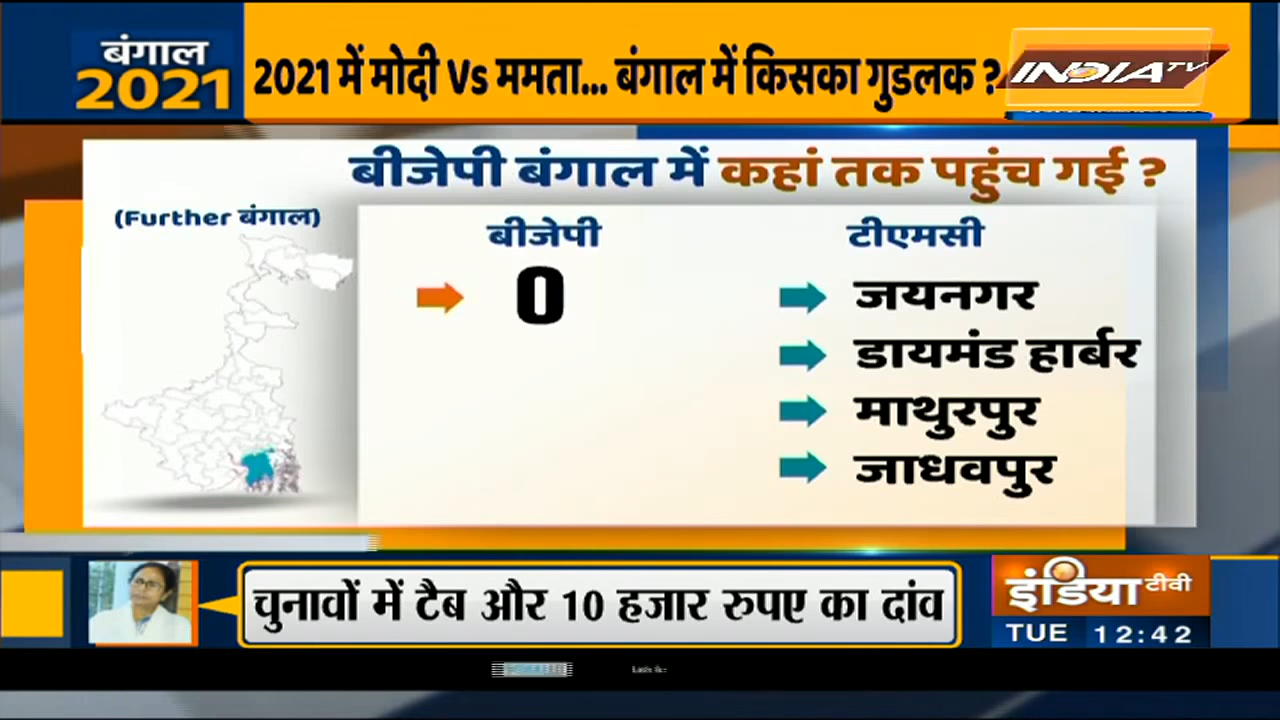 बंगाल
2021
2021 में मोदी Vs ममता... बंगाल में किसका गुडलक ?
INDIA TV
बीजेपी बंगाल में कहां तक पहुंच गई ?
(Further बंगाल)
बीजेपी
टीएमसी
0
जयनगर
डायमंड हार्बर
माथुरपुर
जाधवपुर
चुनावों में टैब और 10 हजार रुपए का दांव
इंडिया टीवी
TUE 12:42